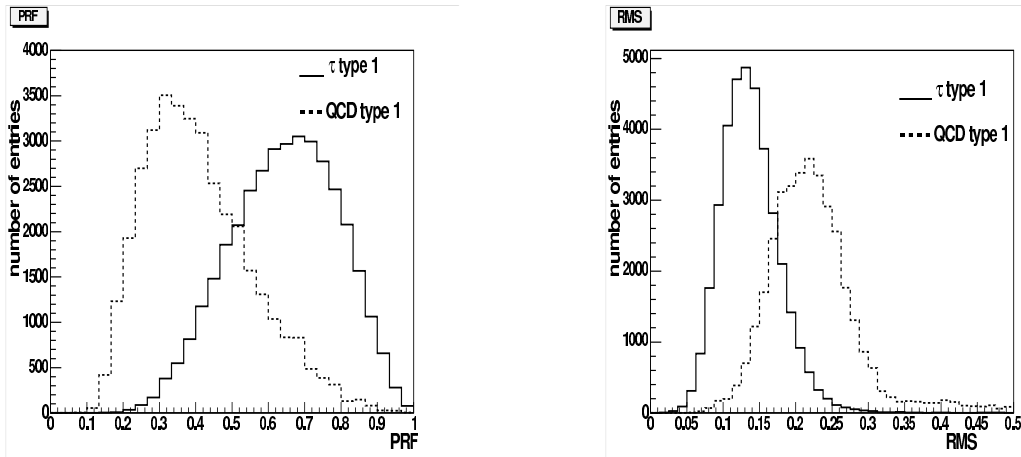 PRF
number of entries
4000
3500
3000
2500
2000
1500
1000
500
0
τ type 1
QCD type 1
0 0.1 0.2 0.3 0.4 0.5 0.6 0.7 0.8 0.9 1
PRF
RMS
number of entries
5000
4000
3000
2000
1000
0
τ type 1
QCD type 1
0 0.05 0.1 0.15 0.2 0.25 0.3 0.35 0.4 0.45 0.5
RMS